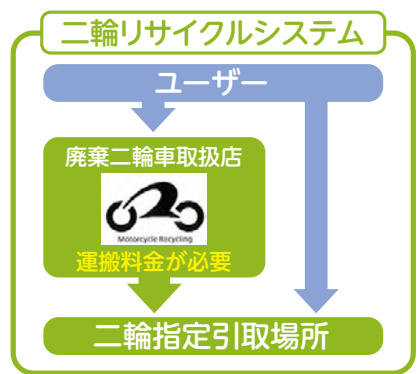 二輪リサイクルシステム
ユーザー
廃棄二輪車取扱店
Motorcycle Recycling
運搬料金が必要
二輪指定引取場所